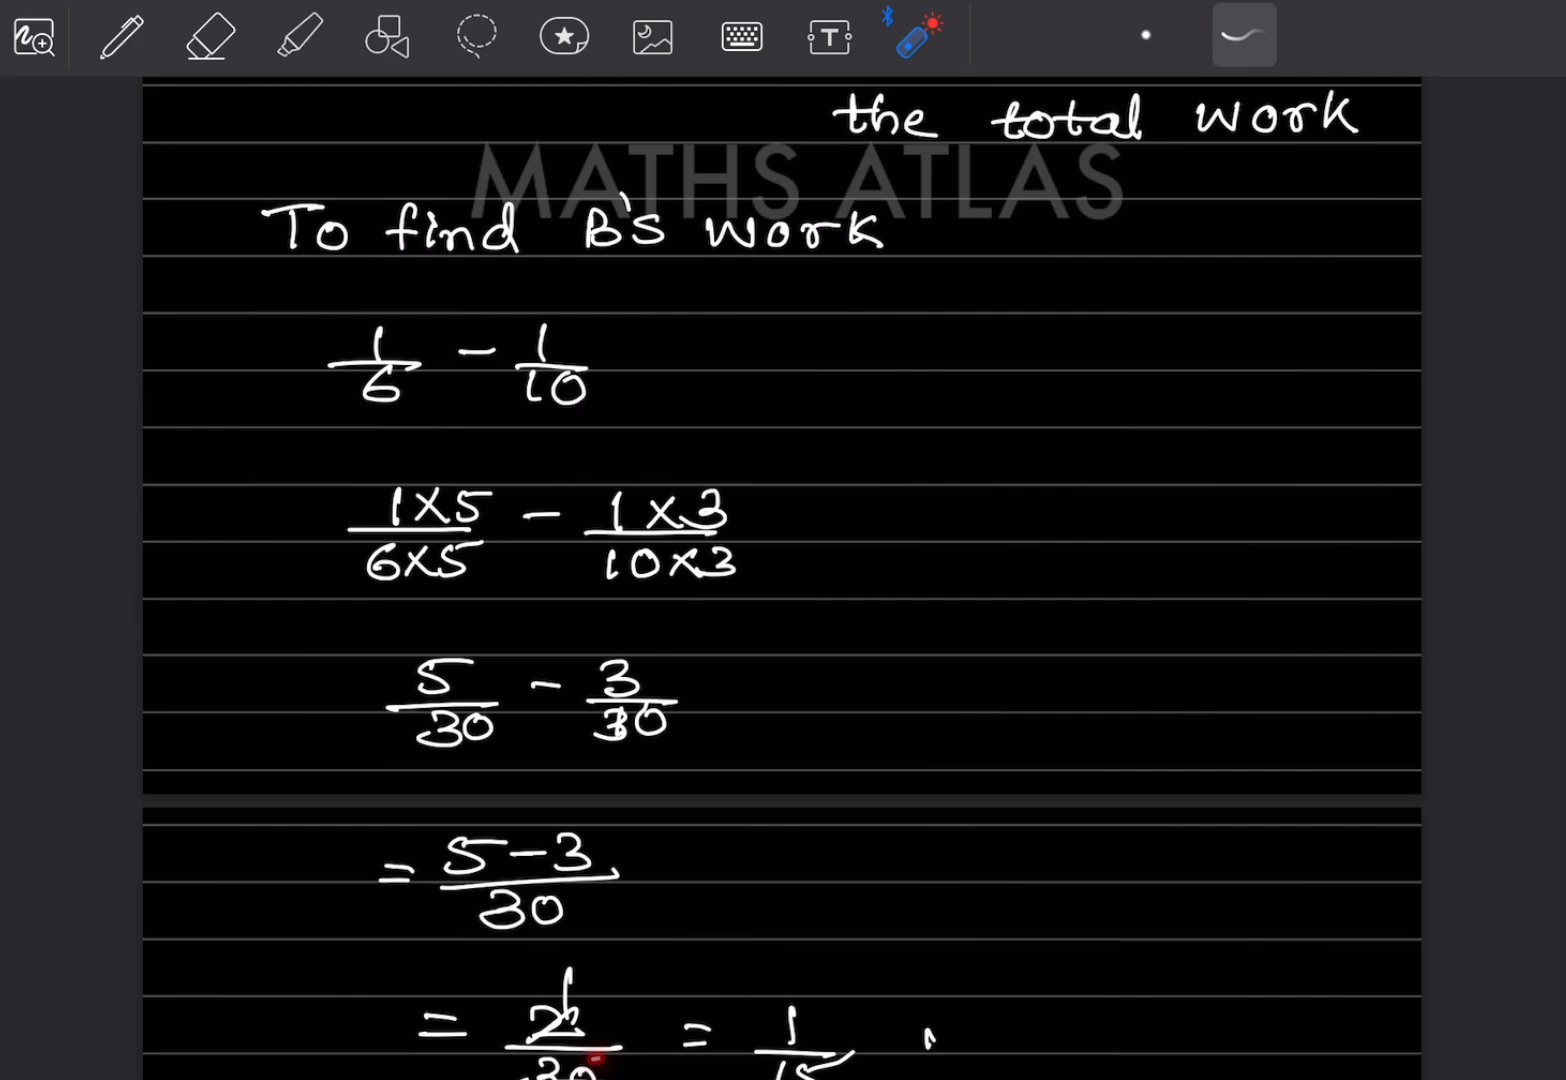 the total work
MATHS ATLAS
To find B's work
1/6 - 1/10
1×5/6×5 - 1×3/10×3
5/30 - 3/30
= 5-3/30
= 2/30 = 1/15